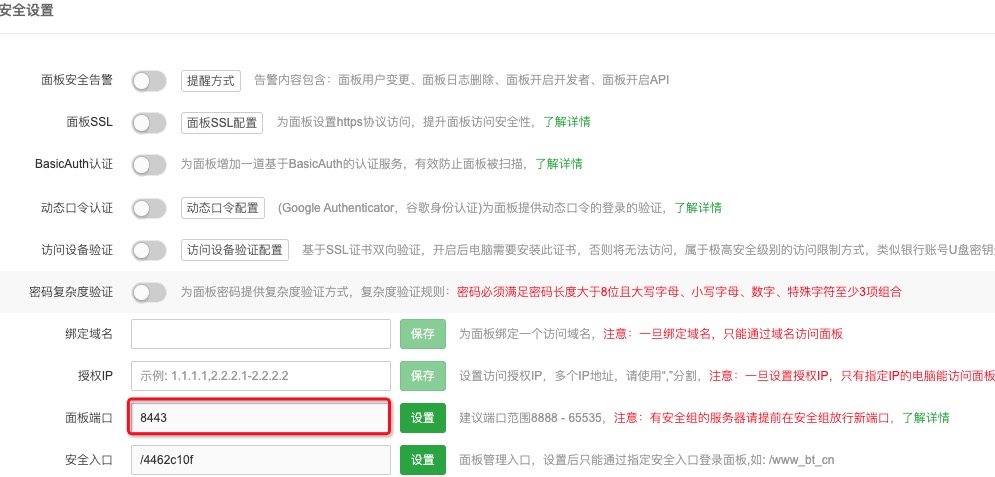 安全设置
面板安全告警 提醒方式 告警内容包含：面板用户变更、面板日志删除、面板开启开发者、面板开启API
面板SSL 面板SSL配置 为面板设置https协议访问，提升面板访问安全性，了解详情
BasicAuth认证 为面板增加一道基于BasicAuth的认证服务，有效防止面板被扫描，了解详情
动态口令认证 动态口令配置 (Google Authenticator，谷歌身份认证)为面板提供动态口令的登录的验证，了解详情
访问设备验证 访问设备验证配置 基于SSL证书双向验证，开启后电脑需要安装此证书，否则将无法访问，属于极高安全级别的访问限制方式，类似银行账号U盘密钥
密码复杂度验证 为面板密码提供复杂度验证方式，复杂度验证规则：密码必须满足密码长度大于8位且大写字母、小写字母、数字、特殊字符至少3项组合
绑定域名 保存 为面板绑定一个访问域名，注意：一旦绑定域名，只能通过域名访问面板
授权IP 示例: 1.1.1.1,2.2.2.1-2.2.2.2 保存 设置访问授权IP，多个IP地址，请使用","分割，注意：一旦设置授权IP，只有指定IP的电脑能访问面板
面板端口 8443 设置 建议端口范围8888 - 65535，注意：有安全组的服务器请提前在安全组放行新端口，了解详情
安全入口 /4462c10f 设置 面板管理入口，设置后只能通过指定安全入口登录面板,如: /www_bt_cn